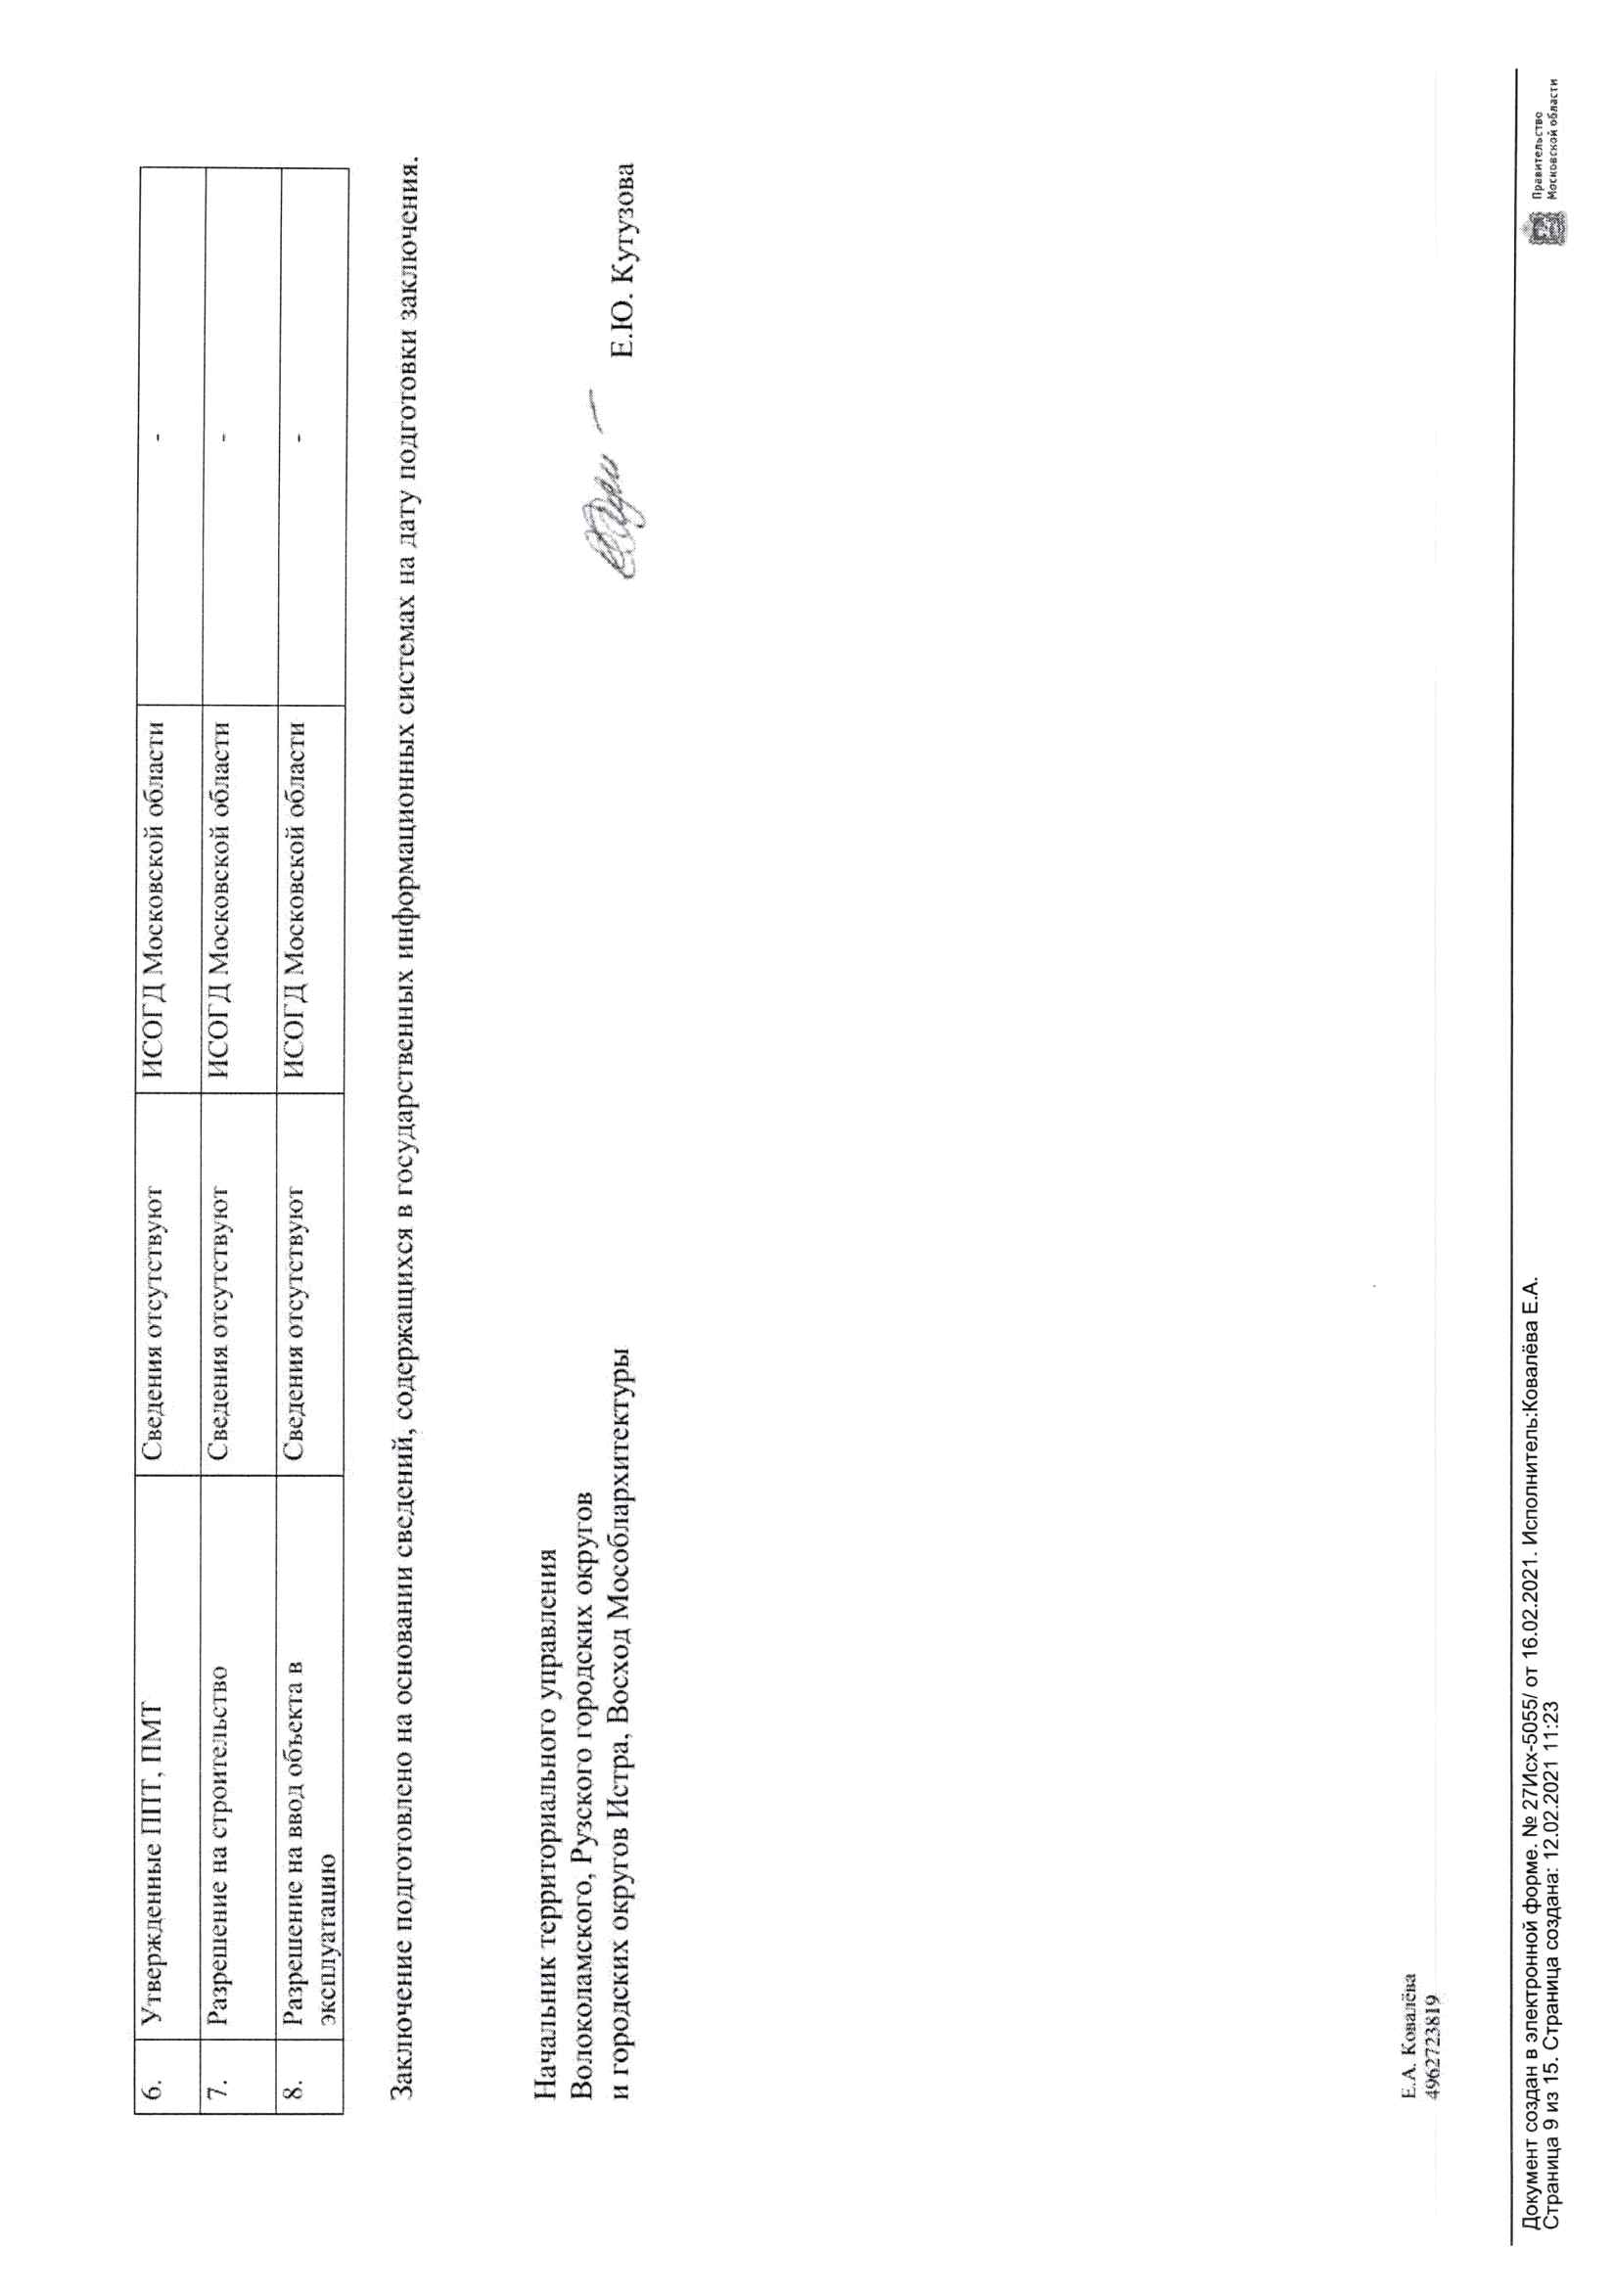 6. Утвержденные ППТ, ПМТ Сведения отсутствуют ИСОГД Московской области -
7. Разрешение на строительство Сведения отсутствуют ИСОГД Московской области -
8. Разрешение на ввод объекта в Сведения отсутствуют ИСОГД Московской области -
эксплуатацию
Заключение подготовлено на основании сведений, содержащихся в государственных информационных системах на дату подготовки заключения.
Начальник территориального управления
Волоколамского, Рузского городских округов
и городских округов Истра, Восход Мособлархитектуры Е.Ю. Кутузова
Е.А. Ковалёва
4962723819
Документ создан в электронной форме. № 27Исх-5055/ от 16.02.2021. Исполнитель:Ковалёва Е.А.
Страница 9 из 15. Страница создана: 12.02.2021 11:23
Правительство
Московской области